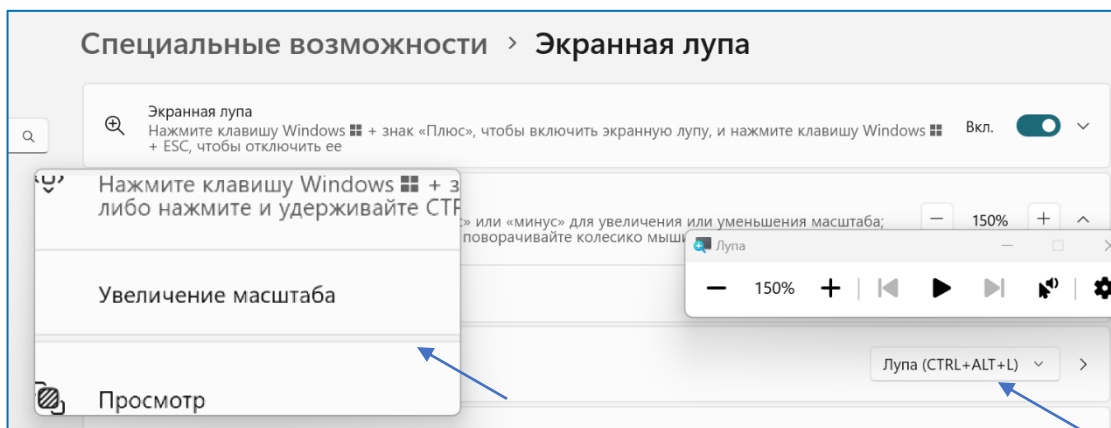 Специальные возможности > Экранная лупа
Экранная лупа
Нажмите клавишу Windows + знак «Плюс», чтобы включить экранную лупу, и нажмите клавишу Windows
+ ESC, чтобы отключить ее
Вкл.
Нажмите клавишу Windows + з
либо нажмите и удерживайте CTR
» или «минус» для увеличения или уменьшения масштаба;
поворачивайте колесико мыши
150%
Лупа
150%
Увеличение масштаба
Лупа (CTRL+ALT+L)
Просмотр